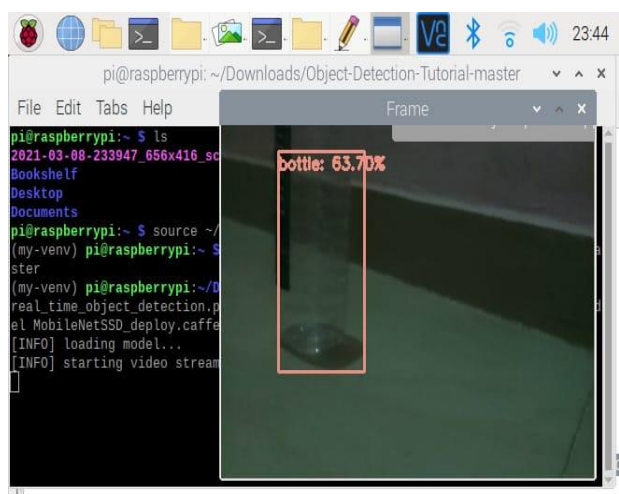 23:44
pi@raspberrypi: ~/Downloads/Object-Detection-Tutorial-master
File Edit Tabs Help
Frame
pi@raspberrypi:~ $ ls
2021-03-08-233947_656x416_sc
Bookshelf
Desktop
Documents
pi@raspberrypi:~ $ source ~/
(my-venv) pi@raspberrypi:~ $
ster
(my-venv) pi@raspberrypi:~/D
real_time_object_detection.p
el MobileNetSSD_deploy.caffe
[INFO] loading model...
[INFO] starting video stream
bottle: 63.70%